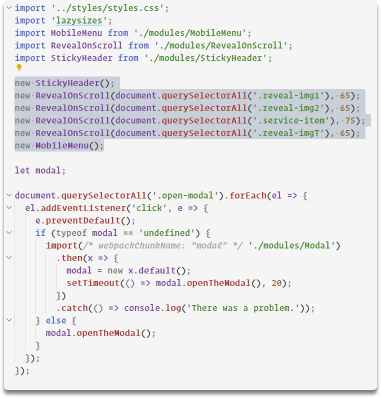 import '../styles/styles.css';
import 'lazysizes';
import MobileMenu from './modules/MobileMenu';
import RevealOnScroll from './modules/RevealOnScroll';
import StickyHeader from './modules/StickyHeader';
new StickyHeader();
new RevealOnScroll(document.querySelectorAll('.reveal-img1'), 65);
new RevealOnScroll(document.querySelectorAll('.reveal-img2'), 65);
new RevealOnScroll(document.querySelectorAll('.service-item'), 75);
new RevealOnScroll(document.querySelectorAll('.reveal-imgT'), 65);
new MobileMenu();
let modal;
document.querySelectorAll('.open-modal').forEach(el => {
el.addEventListener('click', e => {
e.preventDefault();
if (typeof modal == 'undefined') {
import(/* webpackChunkName: "modal" */ './modules/Modal')
.then(x => {
modal = new x.default();
setTimeout(() => modal.openTheModal(), 20);
})
.catch(() => console.log('There was a problem.'));
} else {
modal.openTheModal();
}
});
});